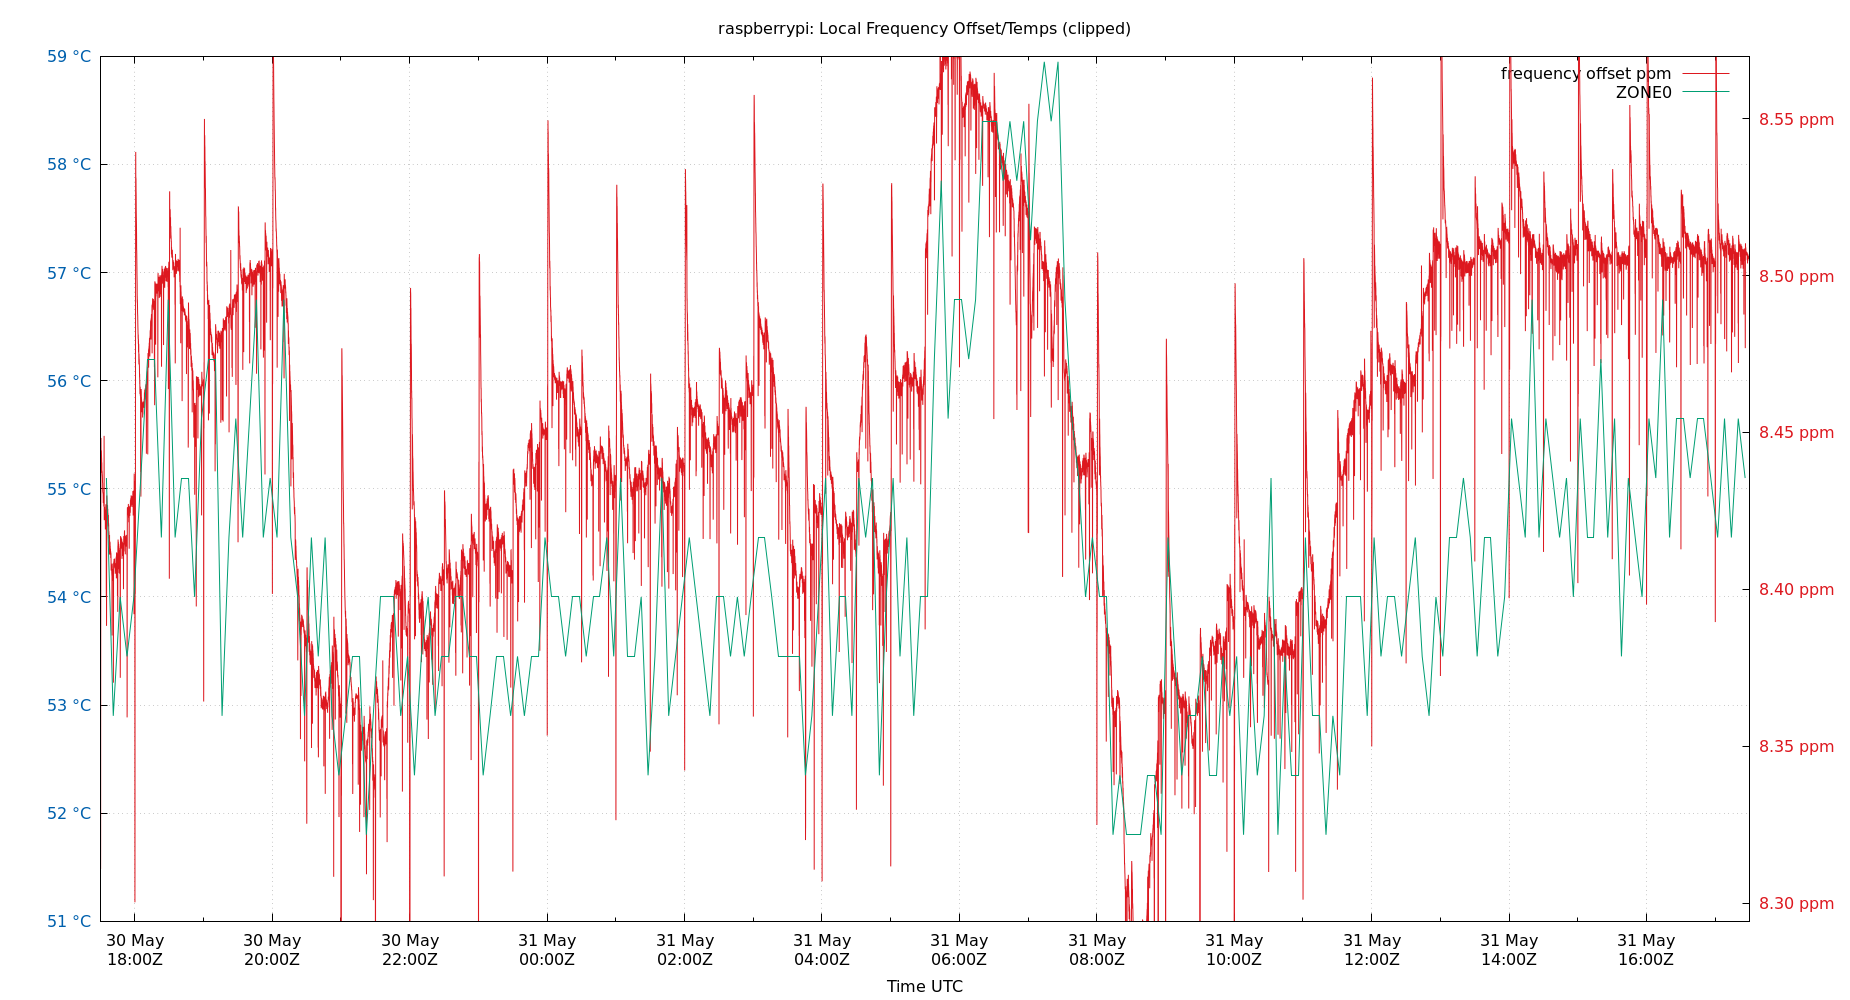 raspberrypi: Local Frequency Offset/Temps (clipped)
59 °C
58 °C
57 °C
56 °C
55 °C
54 °C
53 °C
52 °C
51 °C
frequency offset ppm
ZONE0
8.55 ppm
8.50 ppm
8.45 ppm
8.40 ppm
8.35 ppm
8.30 ppm
30 May
18:00Z
30 May
20:00Z
30 May
22:00Z
31 May
00:00Z
31 May
02:00Z
31 May
04:00Z
31 May
06:00Z
31 May
08:00Z
31 May
10:00Z
31 May
12:00Z
31 May
14:00Z
31 May
16:00Z
Time UTC